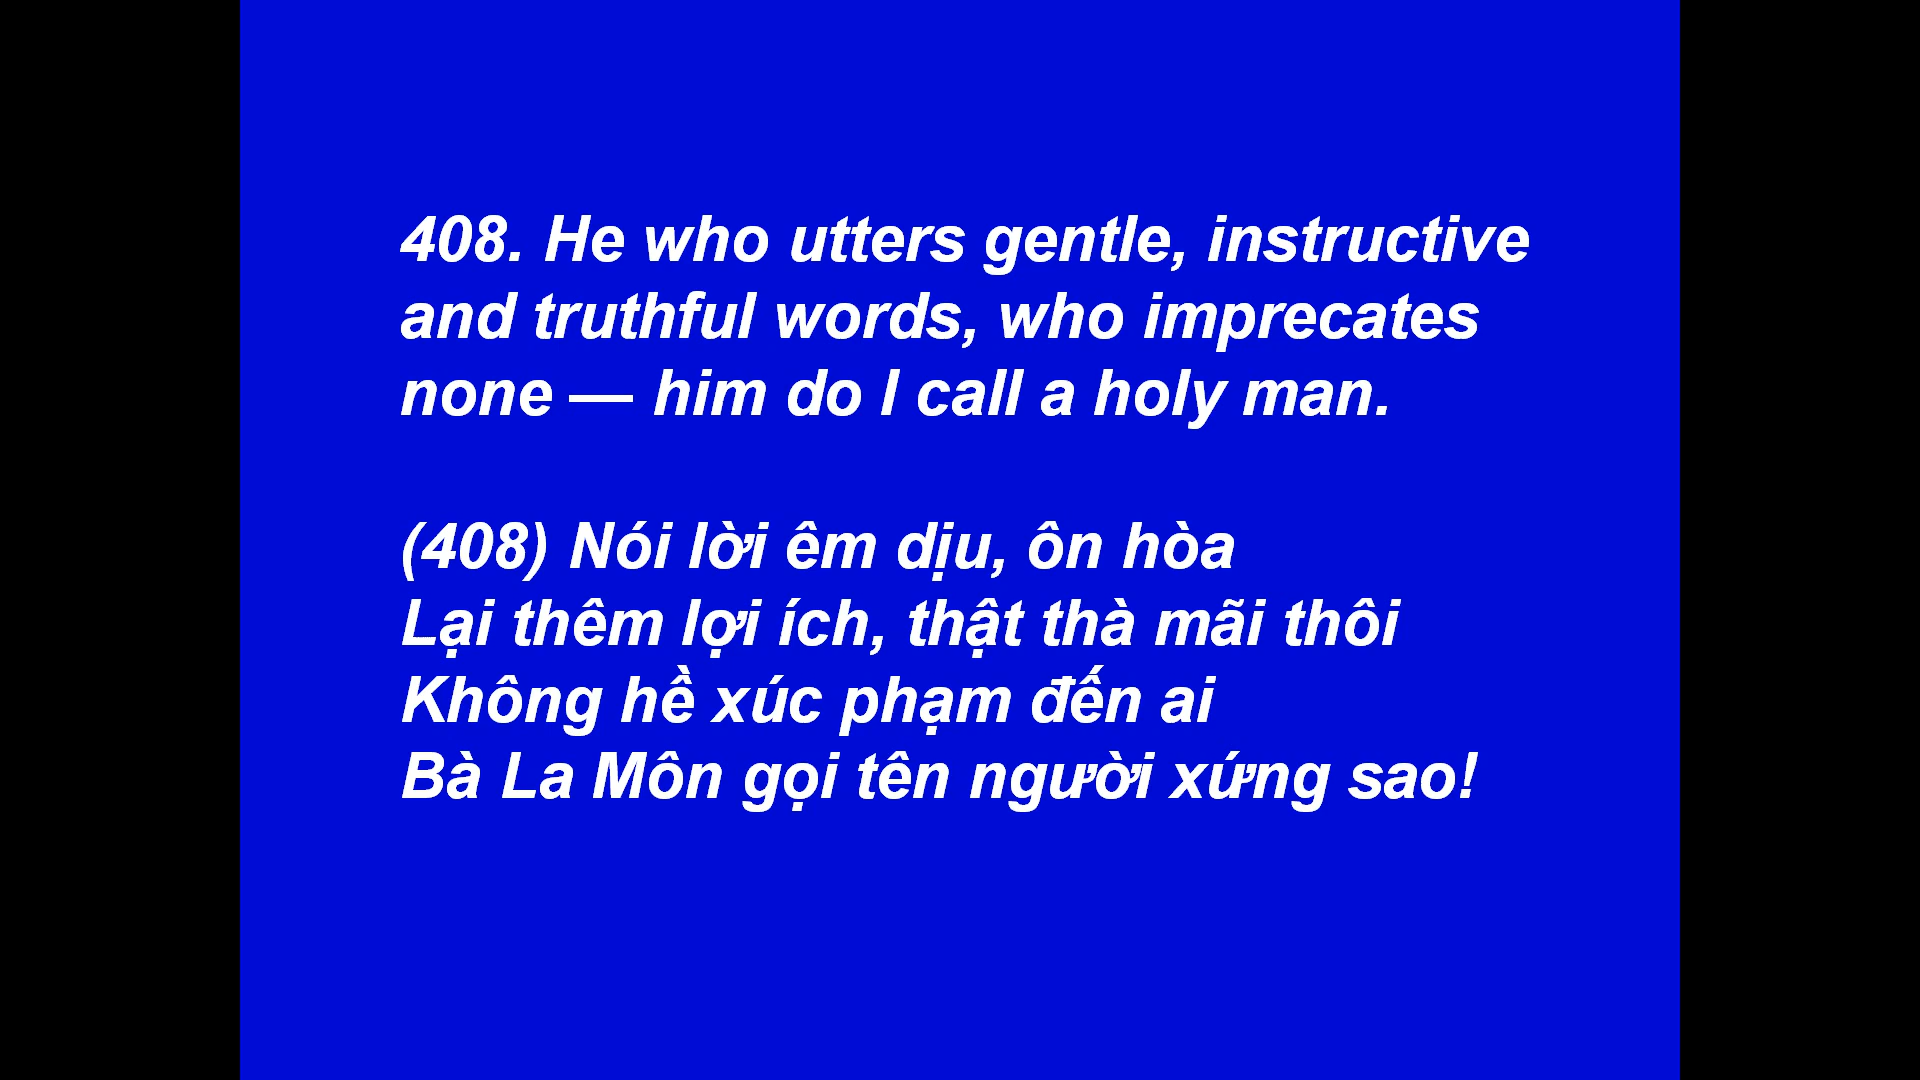 408. He who utters gentle, instructive
and truthful words, who imprecates
none — him do I call a holy man.
(408) Nói lời êm dịu, ôn hòa
Lại thêm lợi ích, thật thà mãi thôi
Không hề xúc phạm đến ai
Bà La Môn gọi tên người xứng sao!